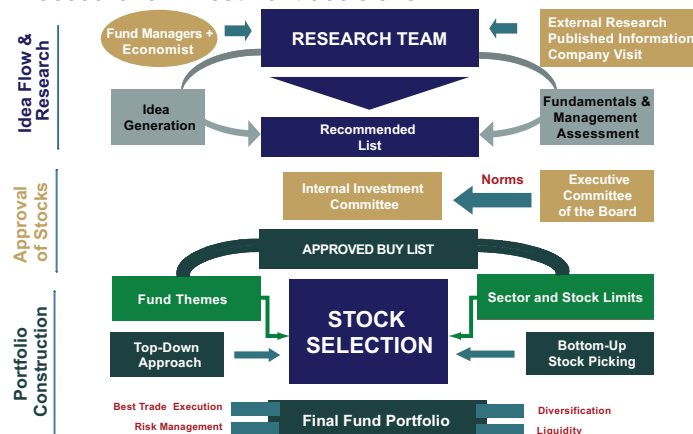 Idea Flow &
Research
Fund Managers +
Economist
RESEARCH TEAM
External Research
Published Information
Company Visit
Idea
Generation
Recommended
List
Fundamentals &
Management
Assessment
Approval
of Stocks
Internal Investment
Committee
Norms
Executive
Committee
of the Board
APPROVED BUY LIST
Portfolio
Construction
Fund Themes
STOCK
SELECTION
Sector and Stock Limits
Top-Down
Approach
Bottom-Up
Stock Picking
Best Trade Execution
Risk Management
Final Fund Portfolio
Diversification
Liquidity